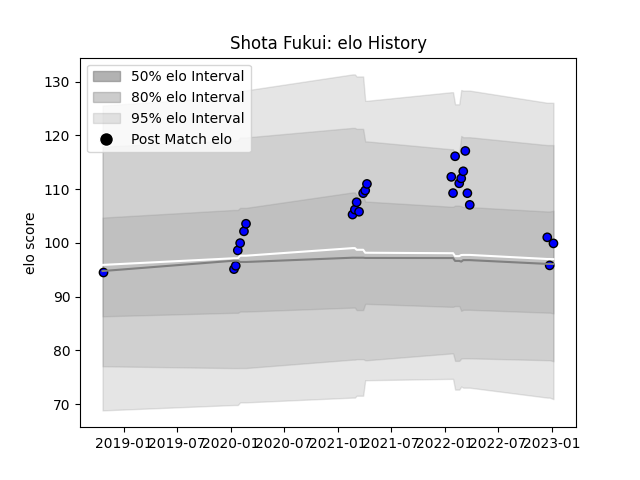 Shota Fukui: elo History
50% elo Interval
80% elo Interval
95% elo Interval
Post Match elo
elo score
130
120
110
100
90
80
70
2019-01 2019-07 2020-01 2020-07 2021-01 2021-07 2022-01 2022-07 2023-01